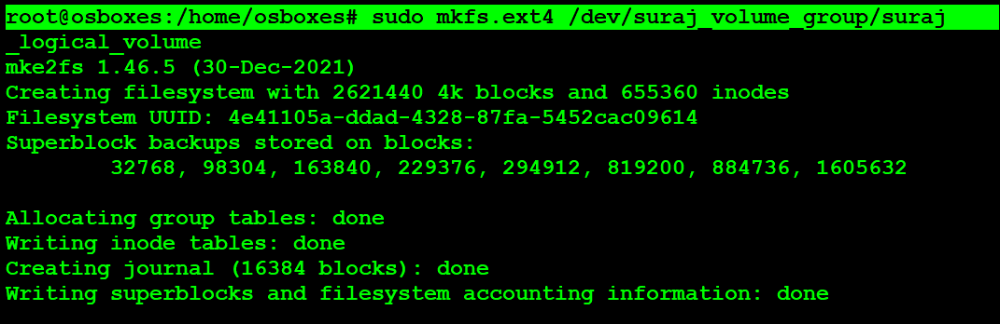 root@osboxes:/home/osboxes# sudo mkfs.ext4 /dev/suraj_volume_group/suraj
_logical_volume
mke2fs 1.46.5 (30-Dec-2021)
Creating filesystem with 2621440 4k blocks and 655360 inodes
Filesystem UUID: 4e41105a-ddad-4328-87fa-5452cac09614
Superblock backups stored on blocks:
        32768, 98304, 163840, 229376, 294912, 819200, 884736, 1605632
Allocating group tables: done
Writing inode tables: done
Creating journal (16384 blocks): done
Writing superblocks and filesystem accounting information: done